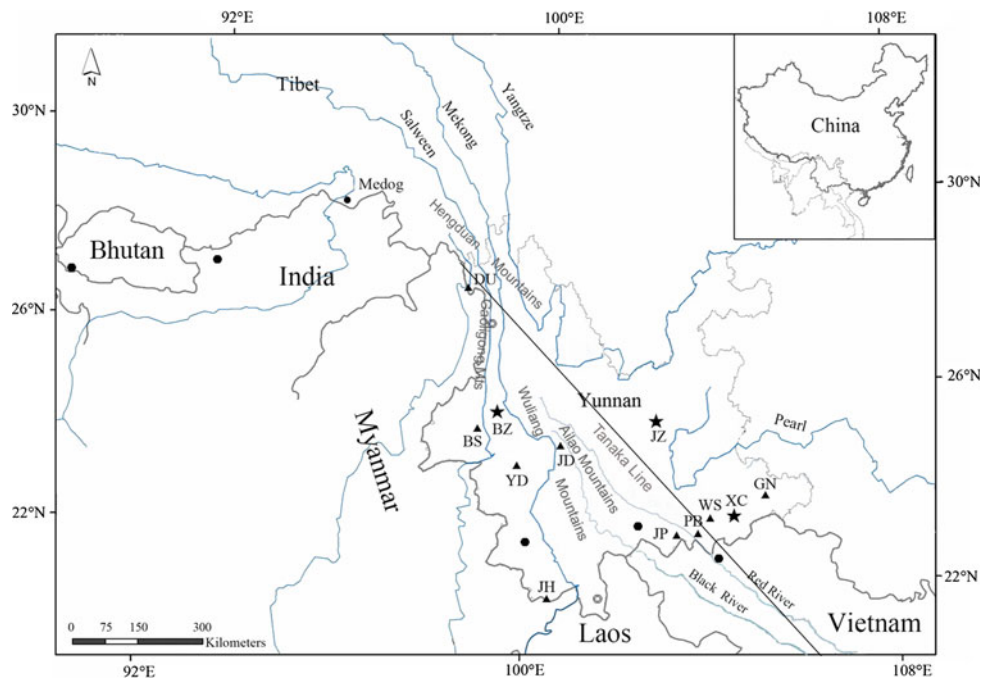 92°E 100°E 108°E
N
30°N
Tibet
Salween
Mekong
Yangtze
China
30°N
Medog
Hengduan
Mountains
Bhutan
India
DU
26°N
Gaoligong Mts
26°N
Yunnan
Myanmar
BS
BZ
Wuliang
Mountains
Ailao Mountains
Tanaka Line
JZ
Pearl
YD
JD
GN
WS
XC
22°N
JP
PB
JH
Black River
Red River
22°N
Laos
Vietnam
0 75 150 300
Kilometers
92°E 100°E 108°E